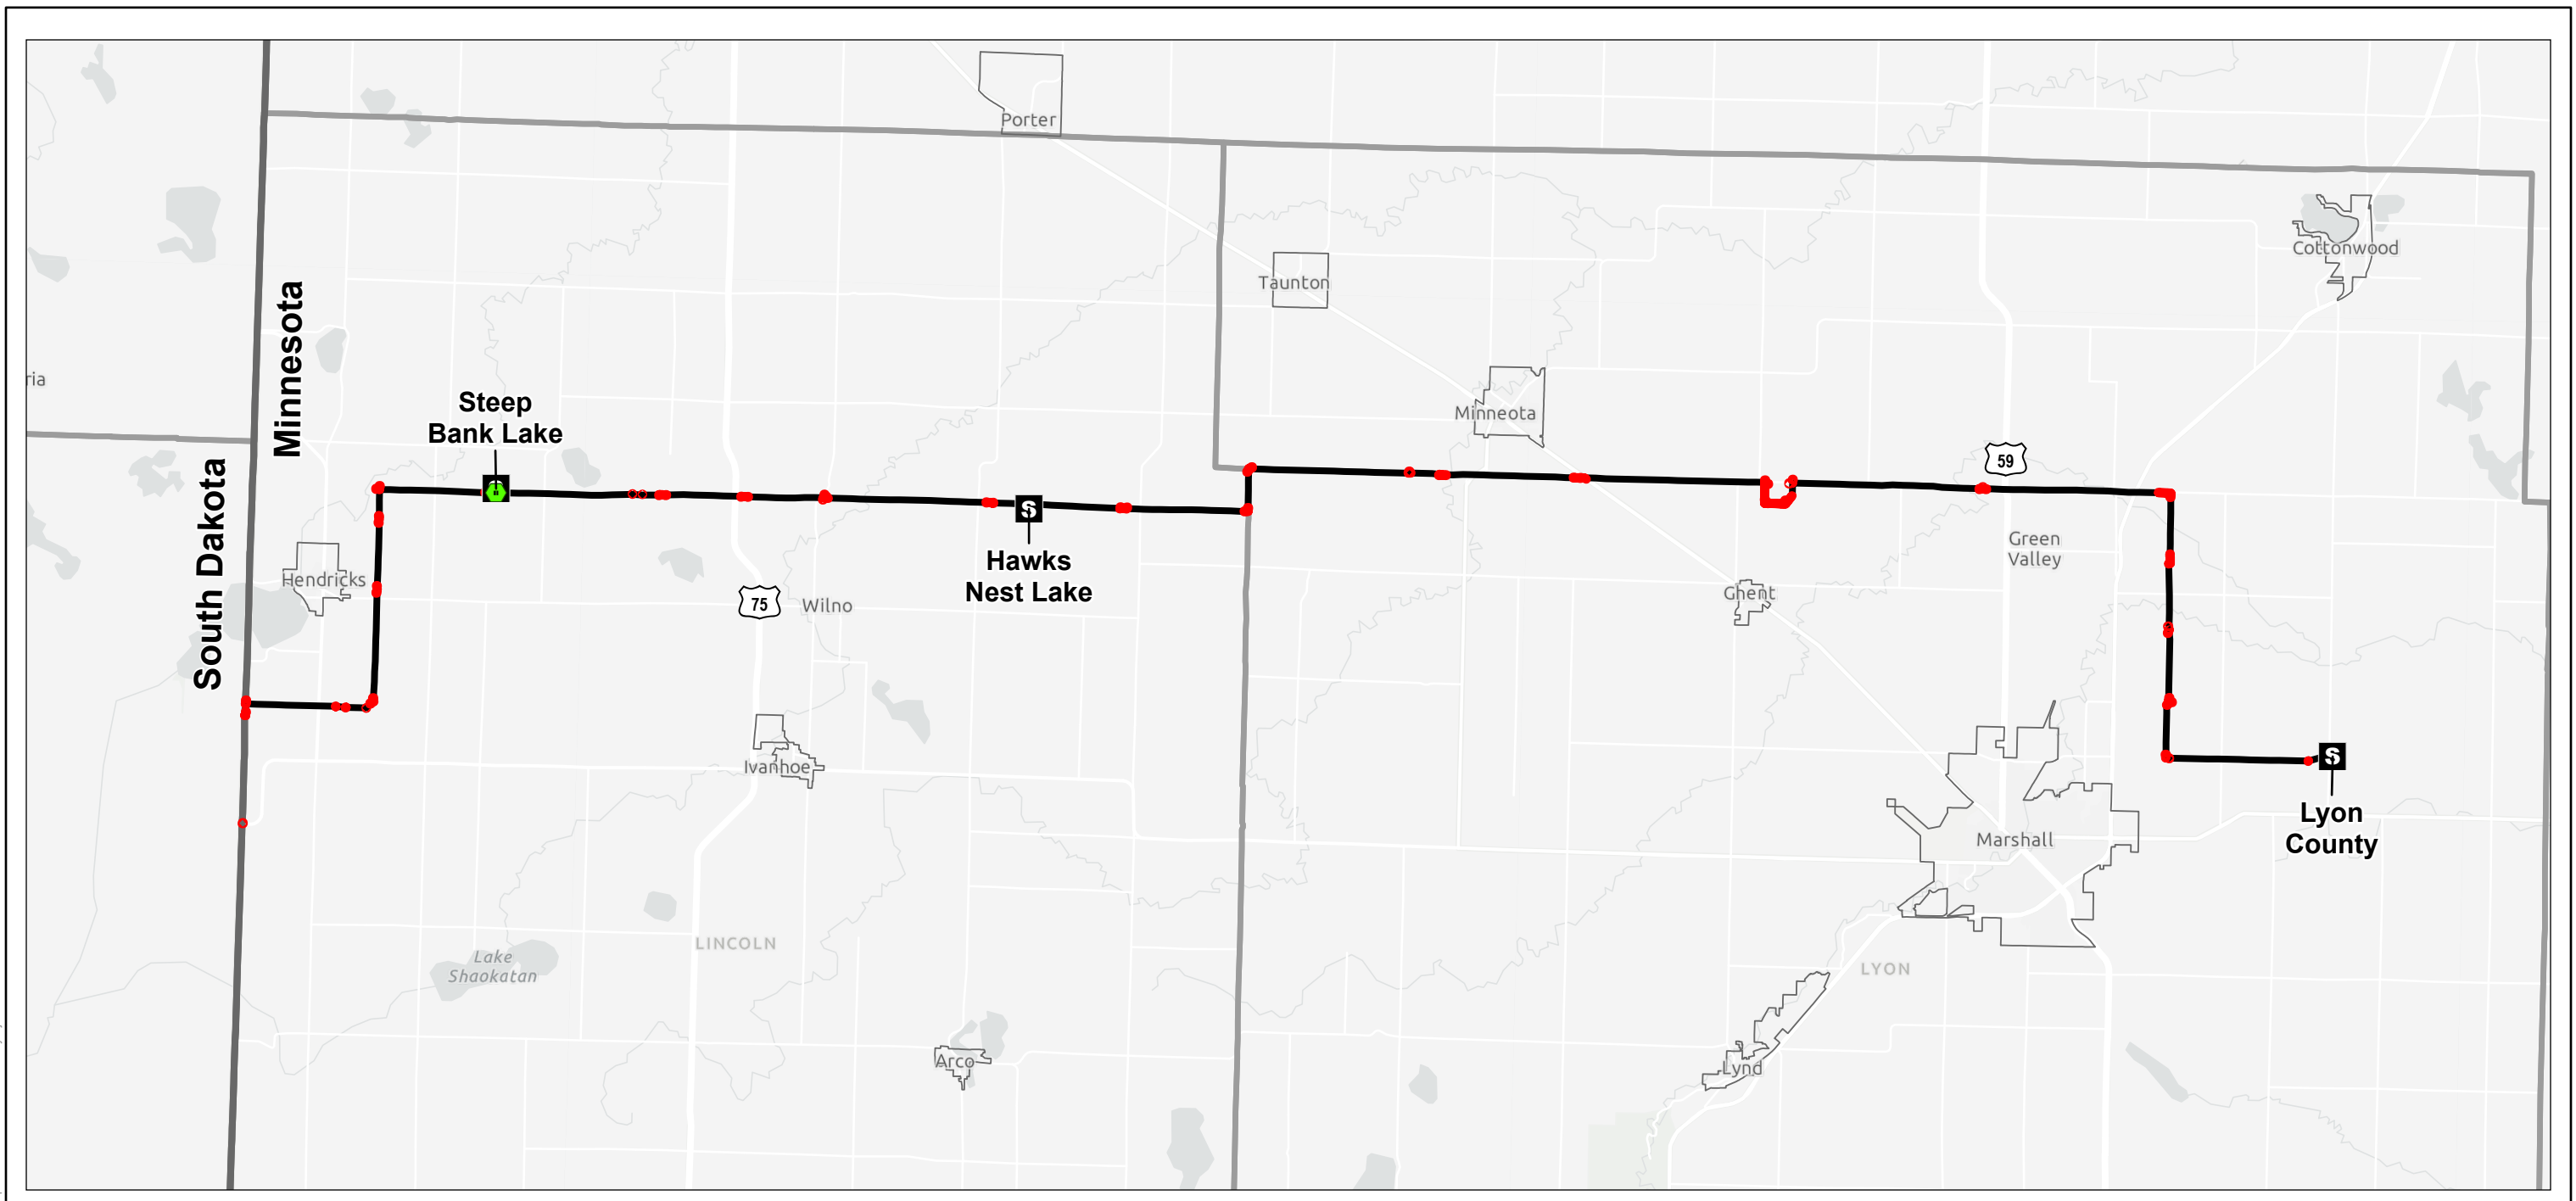 Porter
Cottonwood
Taunton
Minnesota
ria
Steep
Bank Lake
Minneota
59
South Dakota
S
Hawks
Nest Lake
Green
Valley
Hendricks
75
Wilno
Ghent
Ivanhoe
S
Lyon
County
Marshall
LINCOLN
Lake
Shaokatan
LYON
Arco
Lynd